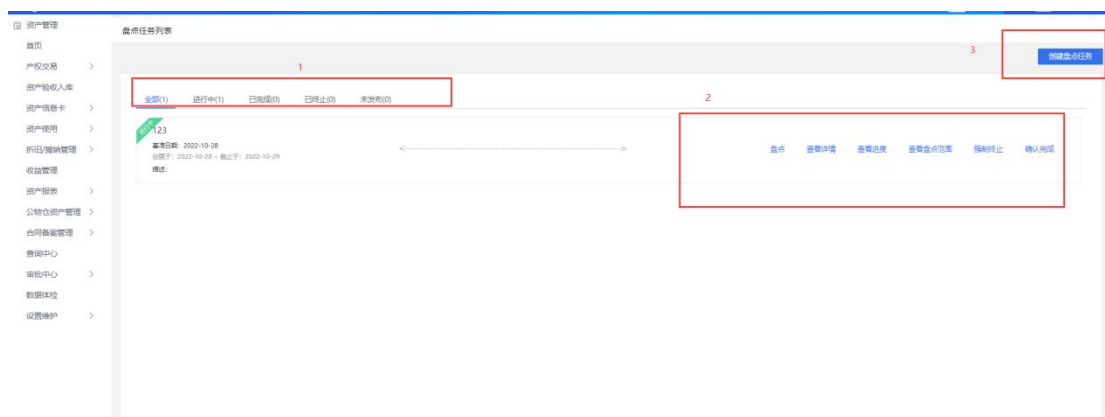 资产管理
首页
产权交易
资产验收入库
资产信息卡
资产使用
折旧/摊销管理
收益管理
资产报表
公物仓资产管理
合同备案管理
查询中心
审批中心
数据体检
设置维护
盘点任务列表
3
创建盘点任务
1
全部(1) 进行中(1) 已完成(0) 已终止(0) 未发布(0)
2
进行中
123
基准日期: 2022-10-28
创建于: 2022-10-28 ~ 截止于: 2022-10-29
描述:
盘点 查看详情 查看进度 查看盘点范围 强制终止 确认完成